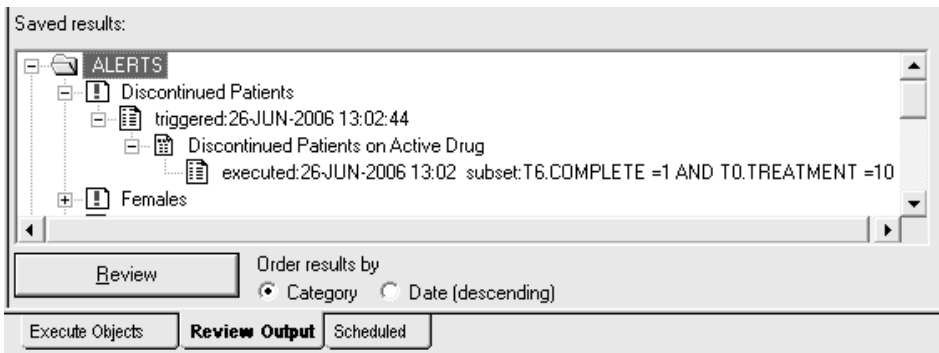 Saved results:
ALERTS
Discontinued Patients
triggered:26-JUN-2006 13:02:44
Discontinued Patients on Active Drug
executed:26-JUN-2006 13:02 subset:T6.COMPLETE =1 AND T0.TREATMENT =10
Females
Review
Order results by
Category Date (descending)
Execute Objects Review Output Scheduled